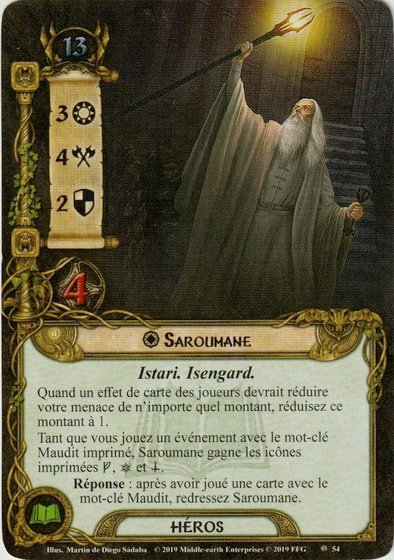 13
3
4
2
4
SAROUMANE
Istari. Isengard.
Quand un effet de carte des joueurs devrait réduire
votre menace de n'importe quel montant, réduisez ce
montant à 1.
Tant que vous jouez un événement avec le mot-clé
Maudit imprimé, Saroumane gagne les icônes
imprimées ᚠ, ✴ et ⸸.
Réponse : après avoir joué une carte avec le
mot-clé Maudit, redressez Saroumane.
HÉROS
Illus. Martin de Diego Sádaba © 2019 Middle-earth Enterprises © 2019 FFG 54